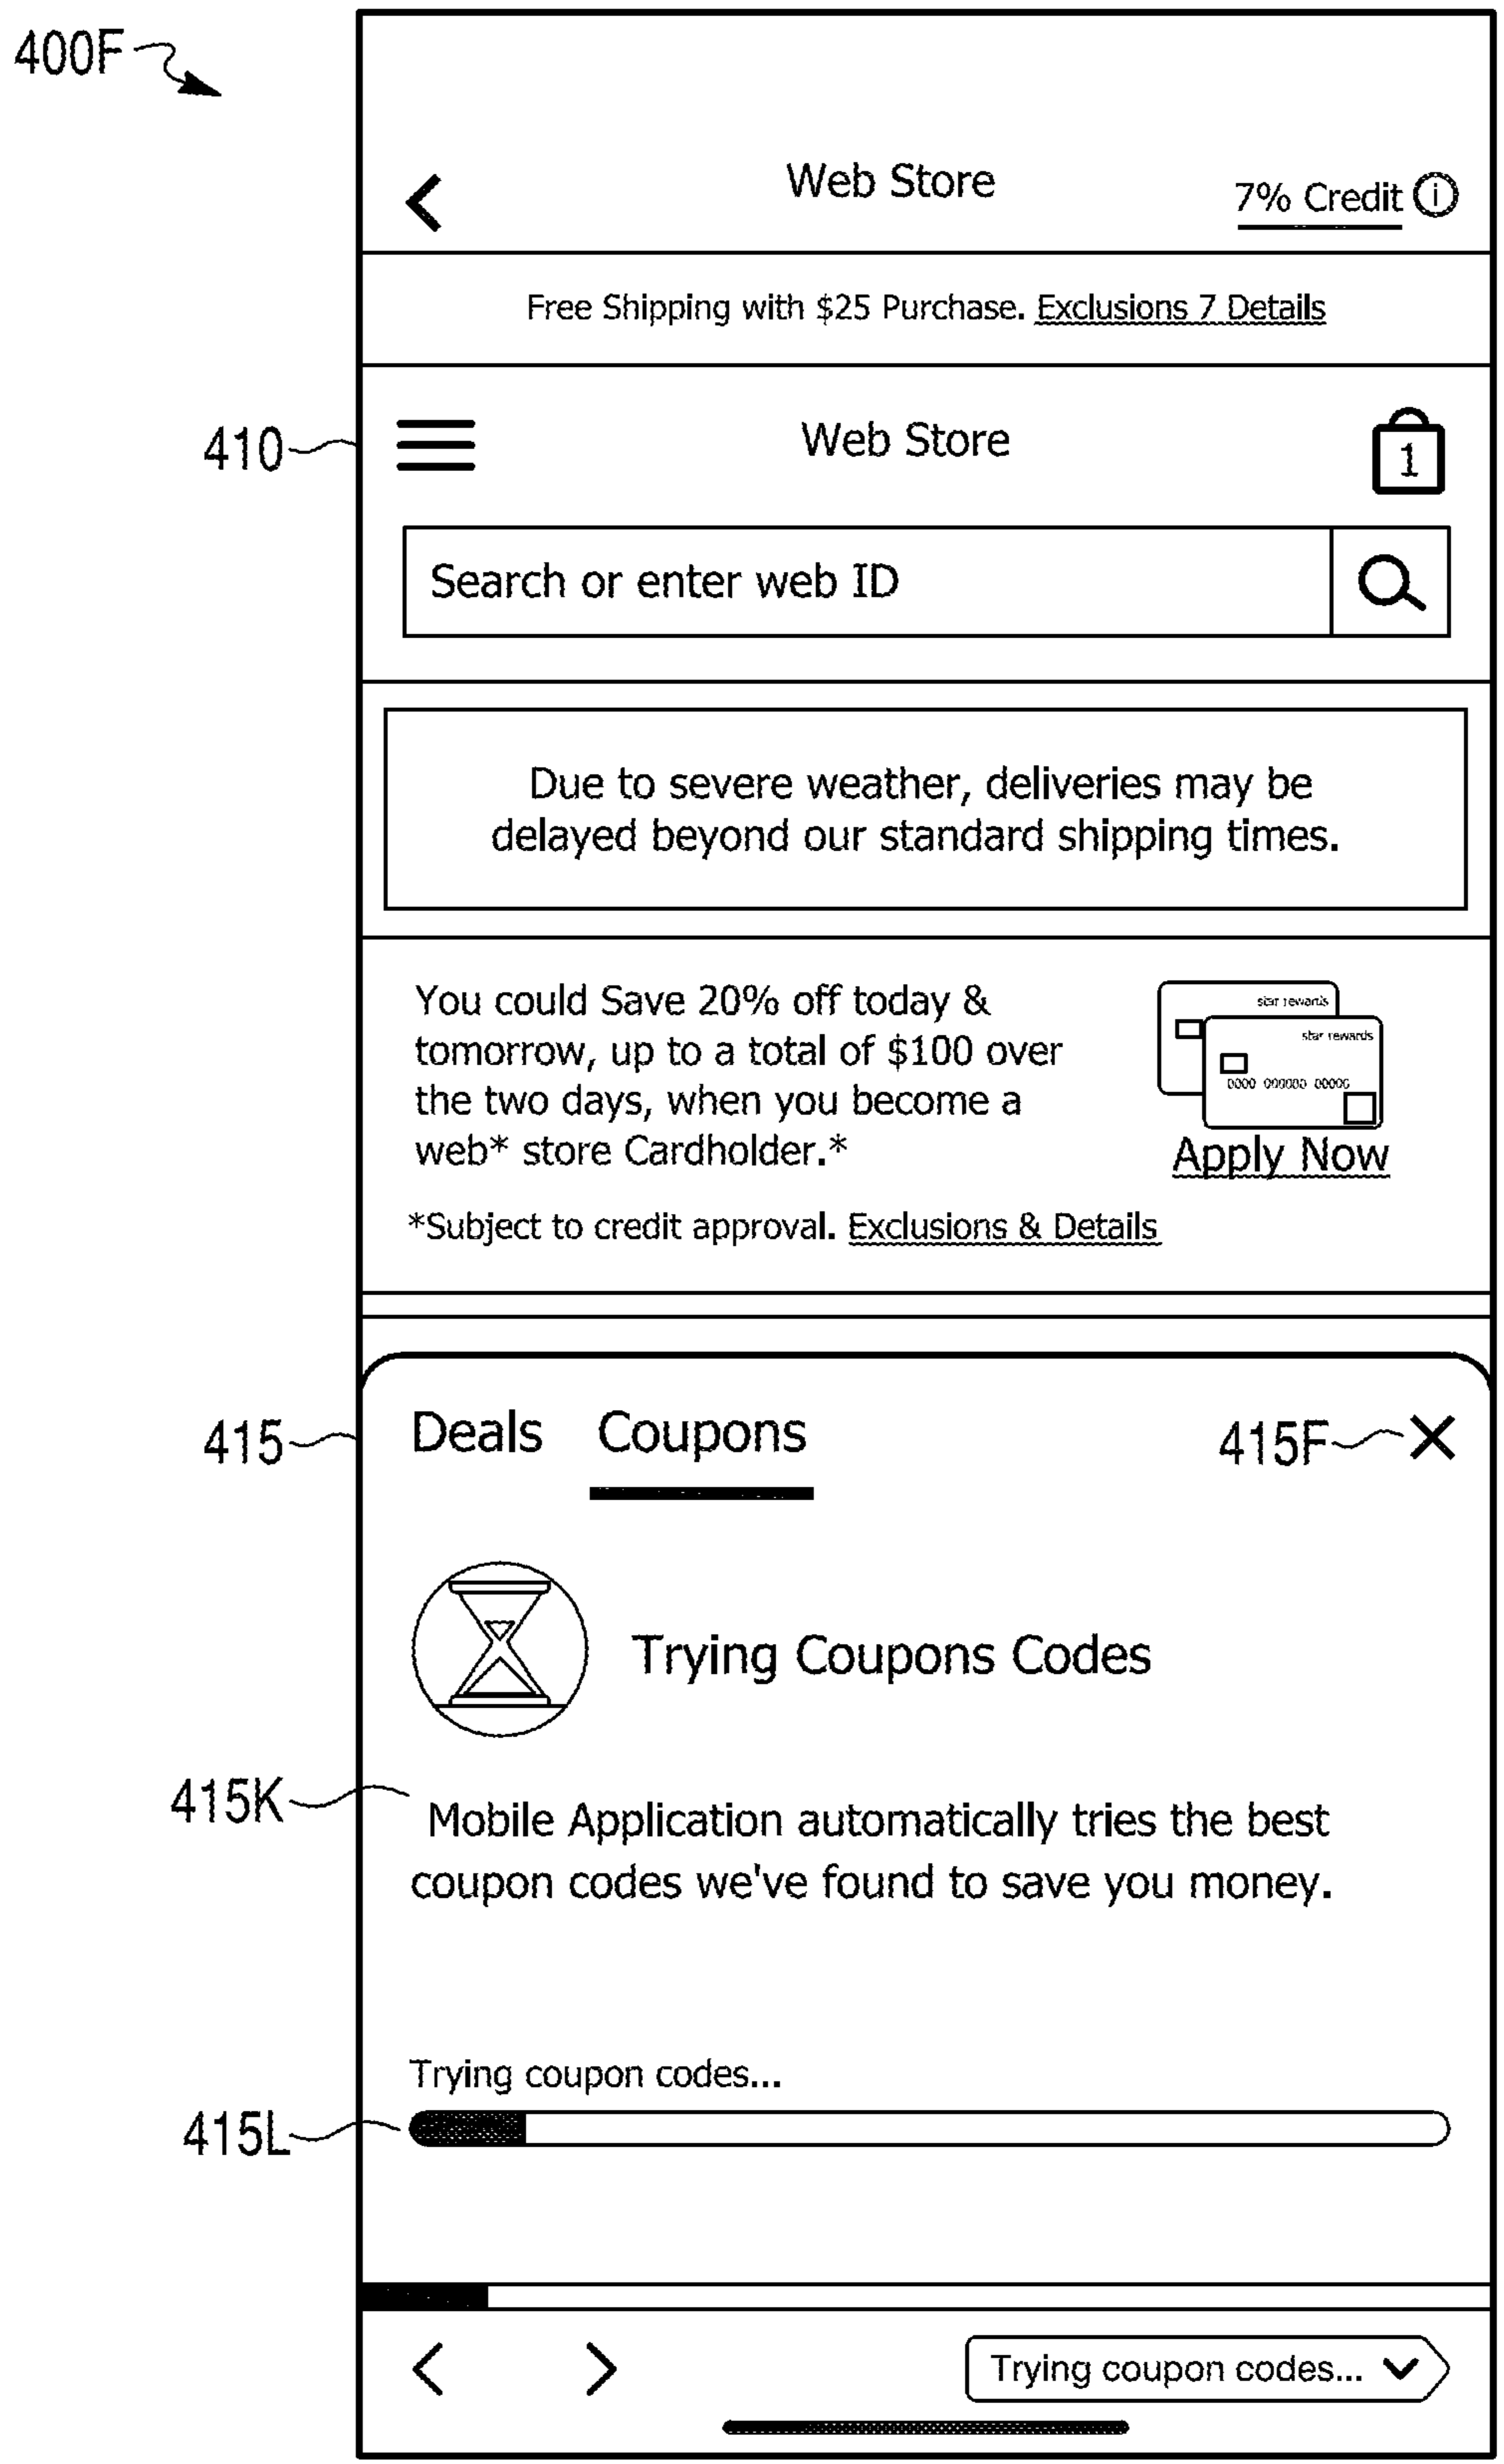 400F
Web Store
7% Credit i
Free Shipping with $25 Purchase. Exclusions 7 Details
410
Web Store
1
Search or enter web ID
Due to severe weather, deliveries may be
delayed beyond our standard shipping times.
You could Save 20% off today &
tomorrow, up to a total of $100 over
the two days, when you become a
web* store Cardholder.*
star rewards
star rewards
Apply Now
*Subject to credit approval. Exclusions & Details
415
Deals Coupons
415F
Trying Coupons Codes
415K
Mobile Application automatically tries the best
coupon codes we've found to save you money.
Trying coupon codes...
415L
Trying coupon codes...